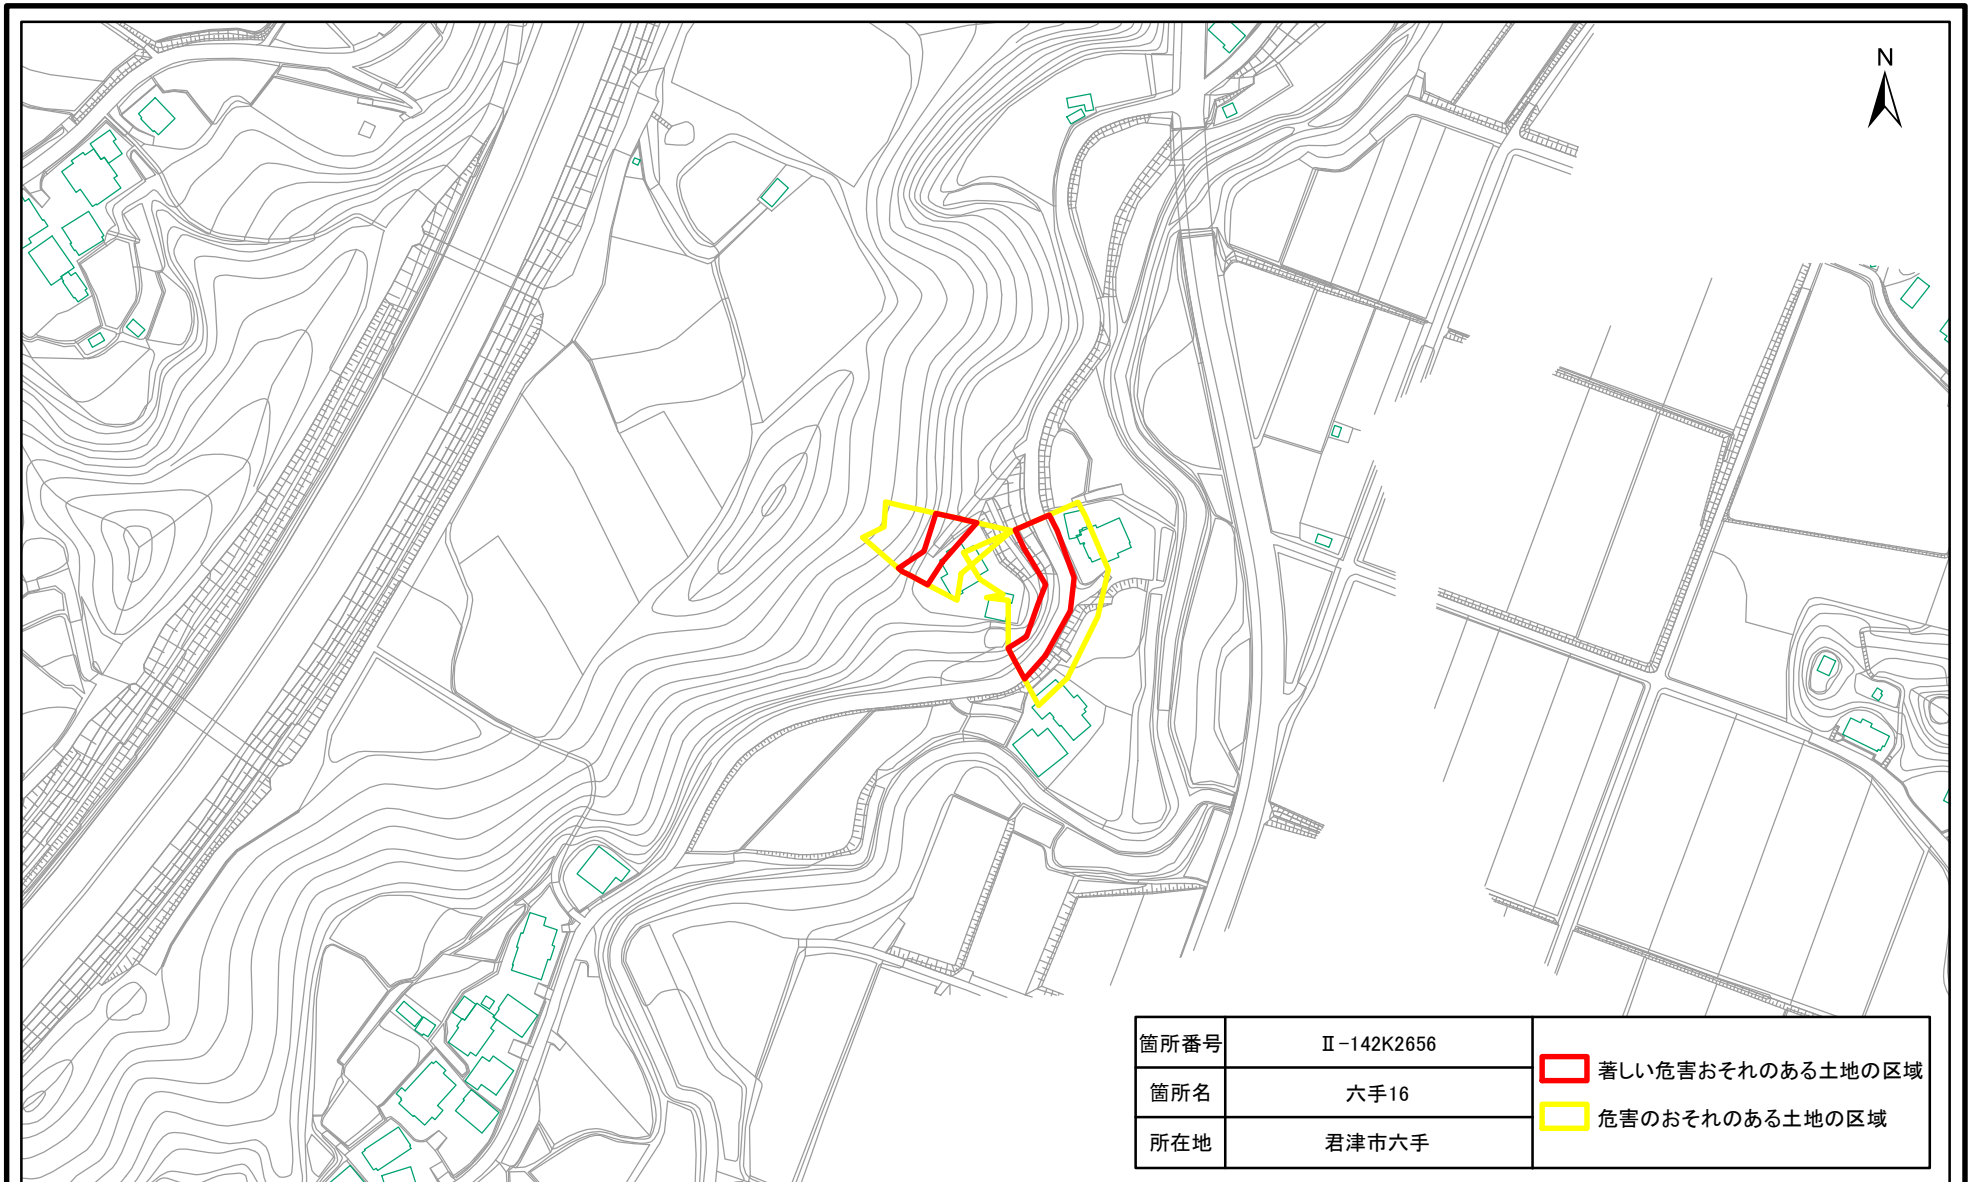 N
箇所番号 Ⅱ-142K2656
箇所名 六手16
所在地 君津市六手
著しい危害おそれのある土地の区域
危害のおそれのある土地の区域